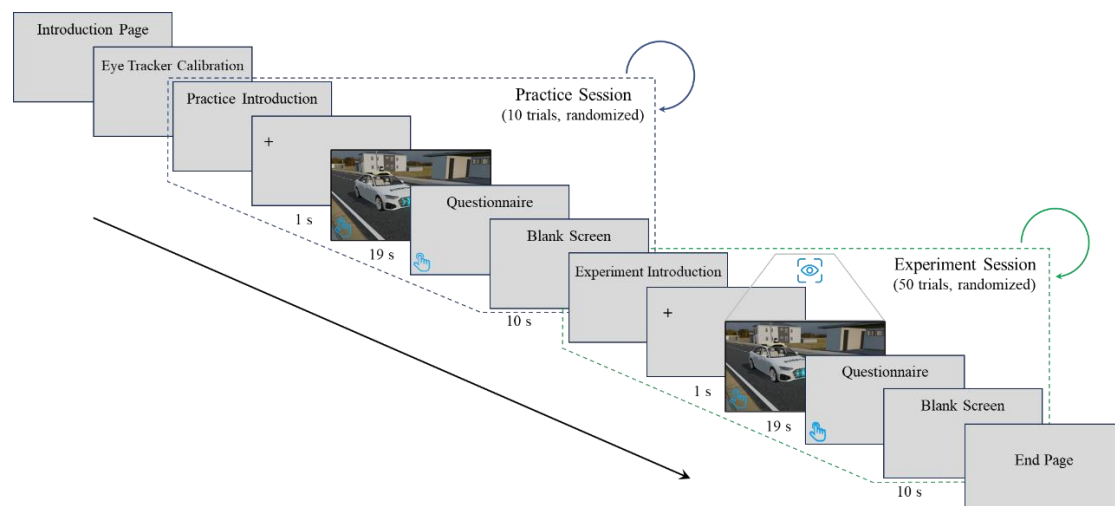 Introduction Page
Eye Tracker Calibration
Practice Introduction
Practice Session
(10 trials, randomized)
+
1 s
19 s
Questionnaire
Blank Screen
10 s
Experiment Introduction
Experiment Session
(50 trials, randomized)
+
1 s
19 s
Questionnaire
Blank Screen
10 s
End Page